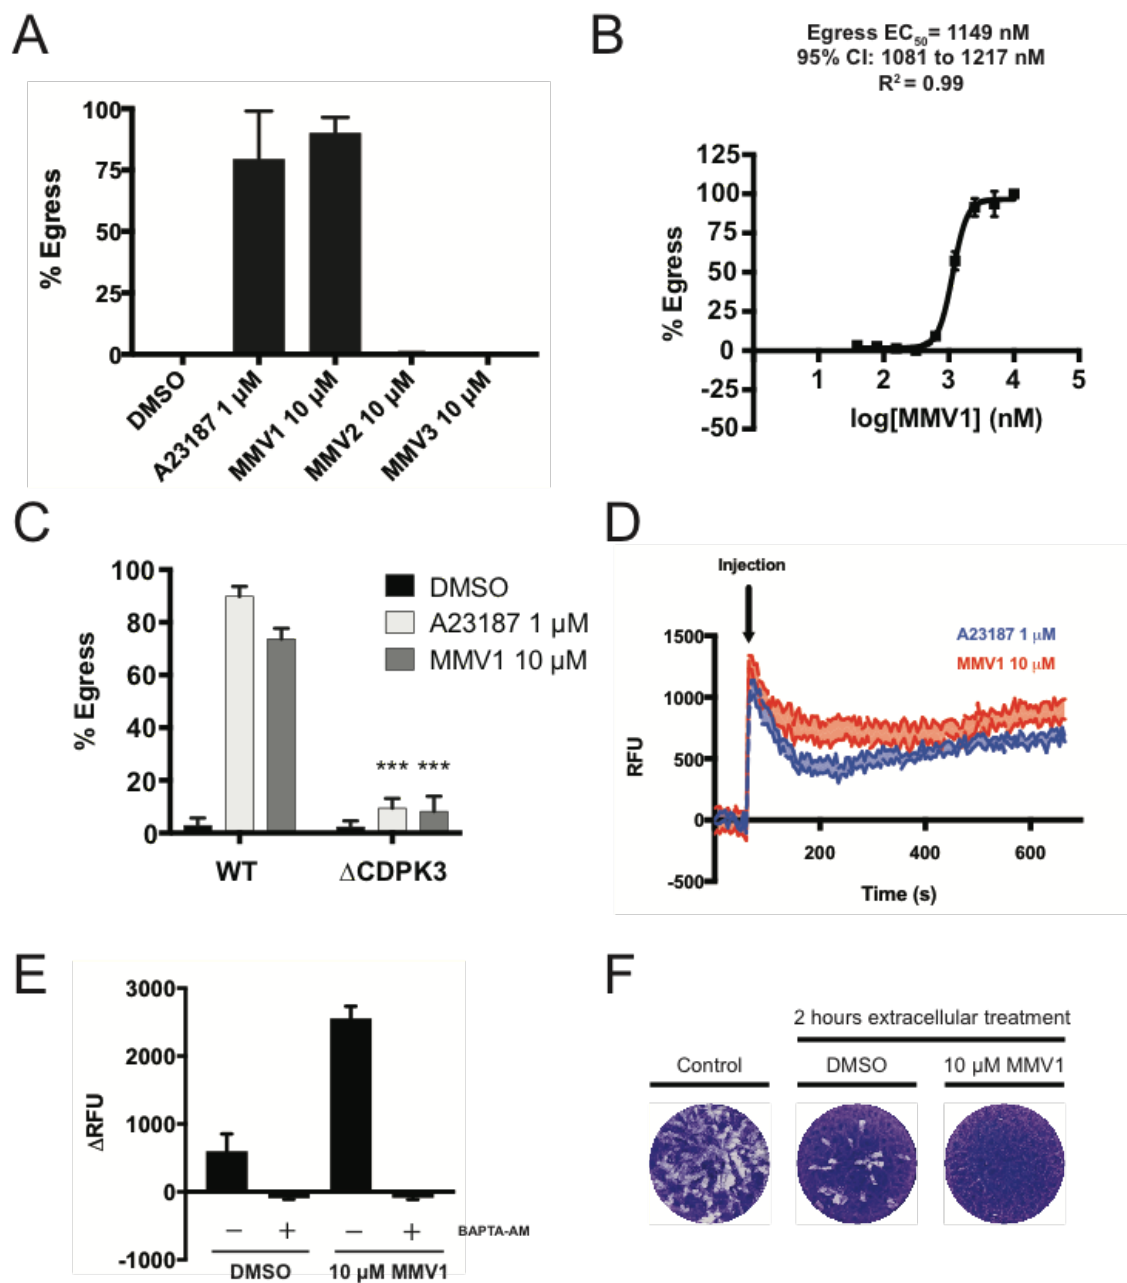 A
100
75
50
25
0
% Egress
DMSO
A23187 1 µM
MMV1 10 µM
MMV2 10 µM
MMV3 10 µM
B
Egress EC50= 1149 nM
95% CI: 1081 to 1217 nM
R2 = 0.99
125
100
75
50
25
0
-25
-50
% Egress
1 2 3 4 5
log[MMV1] (nM)
C
100
80
60
40
20
0
% Egress
DMSO
A23187 1 µM
MMV1 10 µM
*** ***
WT ΔCDPK3
D
Injection
1500
1000
500
0
-500
RFU
A23187 1 µM
MMV1 10 µM
200 400 600
Time (s)
E
3000
2000
1000
0
-1000
ΔRFU
− + − + BAPTA-AM
DMSO 10 µM MMV1
F
2 hours extracellular treatment
Control DMSO 10 µM MMV1